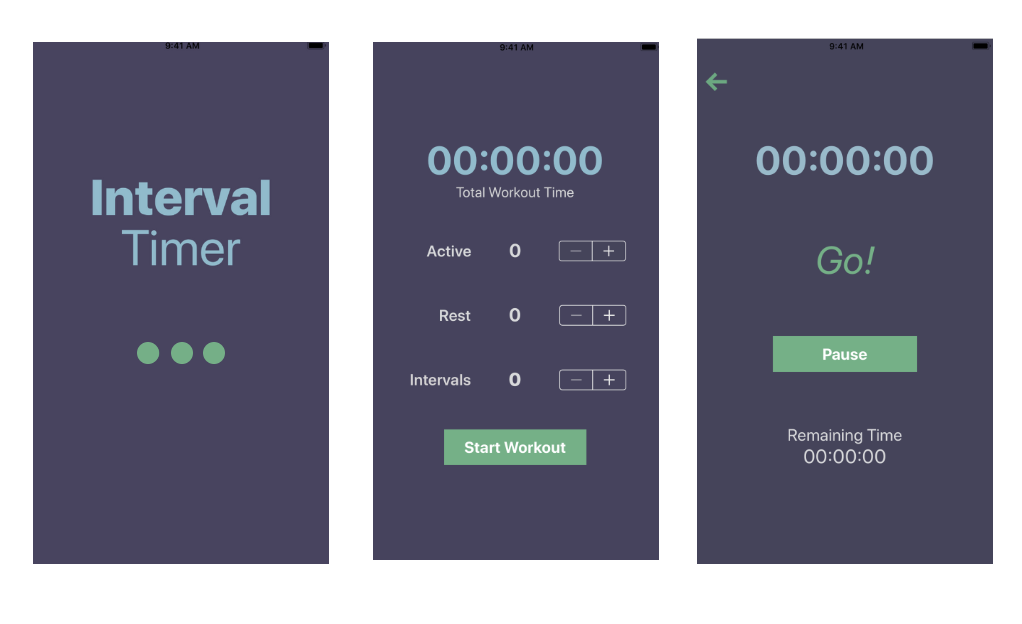 9:41 AM
Interval
Timer
9:41 AM
00:00:00
Total Workout Time
Active 0 − +
Rest 0 − +
Intervals 0 − +
Start Workout
9:41 AM
00:00:00
Go!
Pause
Remaining Time
00:00:00